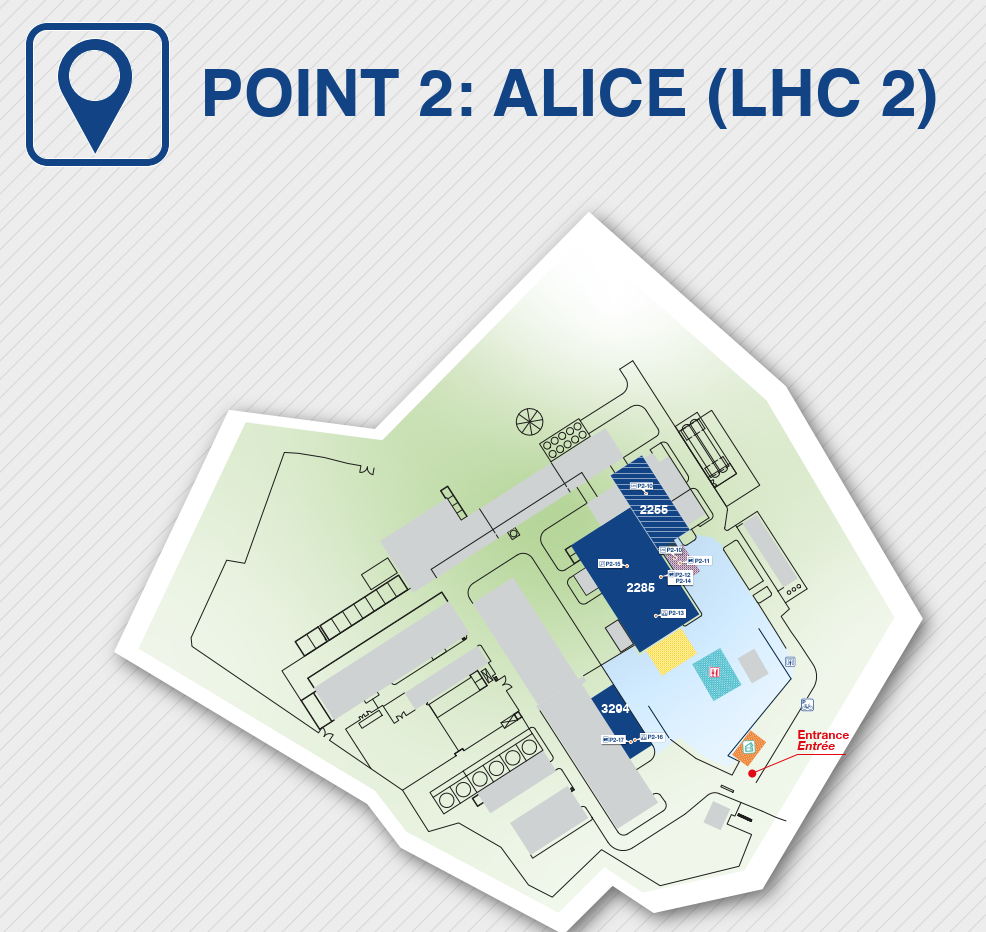 POINT 2: ALICE (LHC 2)
P2-10
2255
P2-10
P2-11
P2-15
P2-12
P2-14
2285
P2-13
3294
P2-17
P2-16
Entrance
Entrée